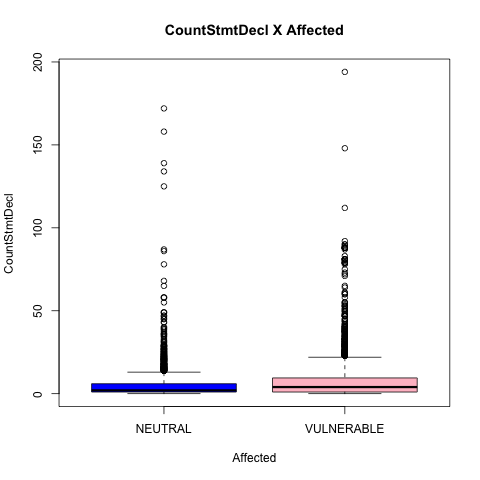 CountStmtDecl X Affected
200
150
100
50
0
CountStmtDecl
NEUTRAL VULNERABLE
Affected